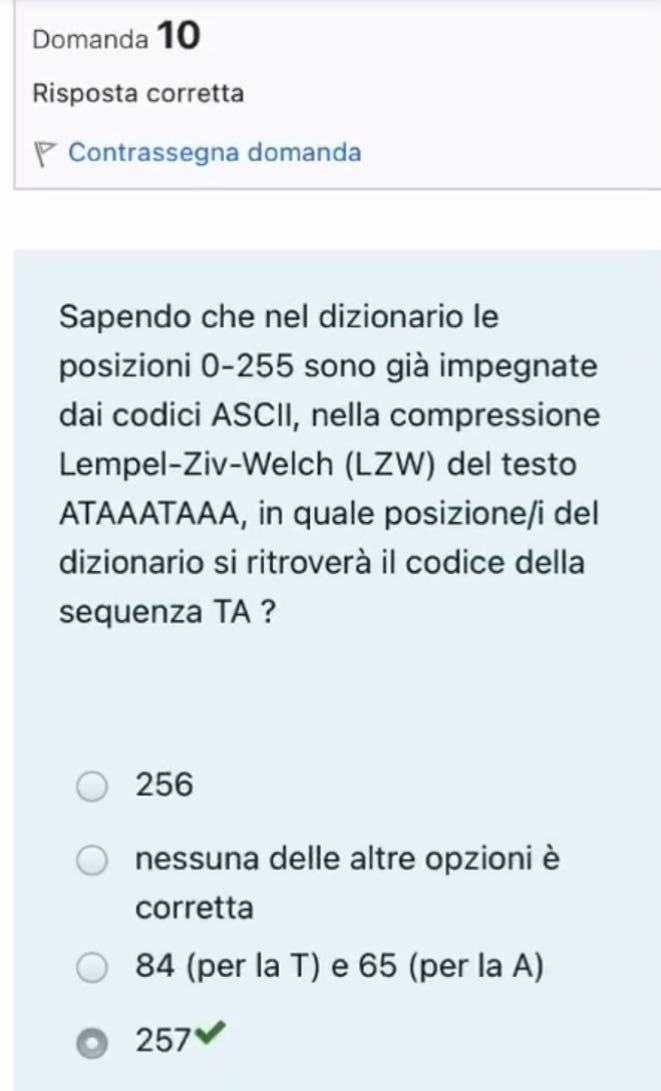 Domanda 10
Risposta corretta
Contrassegna domanda
Sapendo che nel dizionario le
posizioni 0-255 sono già impegnate
dai codici ASCII, nella compressione
Lempel-Ziv-Welch (LZW) del testo
ATAAATAAA, in quale posizione/i del
dizionario si ritroverà il codice della
sequenza TA ?
256
nessuna delle altre opzioni è
corretta
84 (per la T) e 65 (per la A)
257